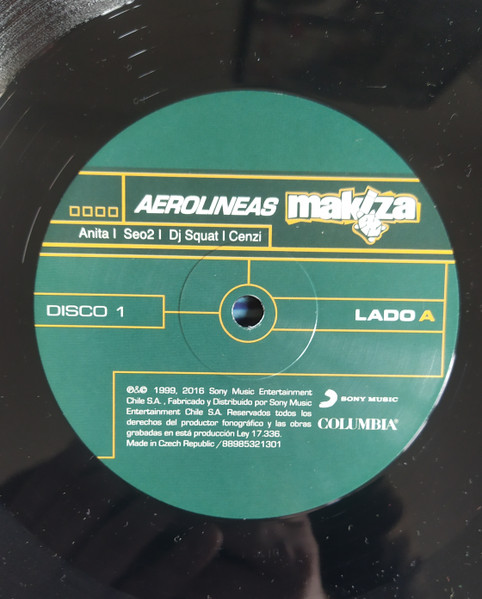 AEROLINEAS makiza
Anita I Seo2 I Dj Squat I Cenzi
DISCO 1
LADO A
℗&© 1999, 2016 Sony Music Entertainment
Chile S.A. , Fabricado y Distribuido por Sony Music
Entertainment Chile S.A. Reservados todos los
derechos del productor fonográfico y las obras
grabadas en está producción Ley 17.336.
Made in Czech Republic / 88985321301
SONY MUSIC
COLUMBIA